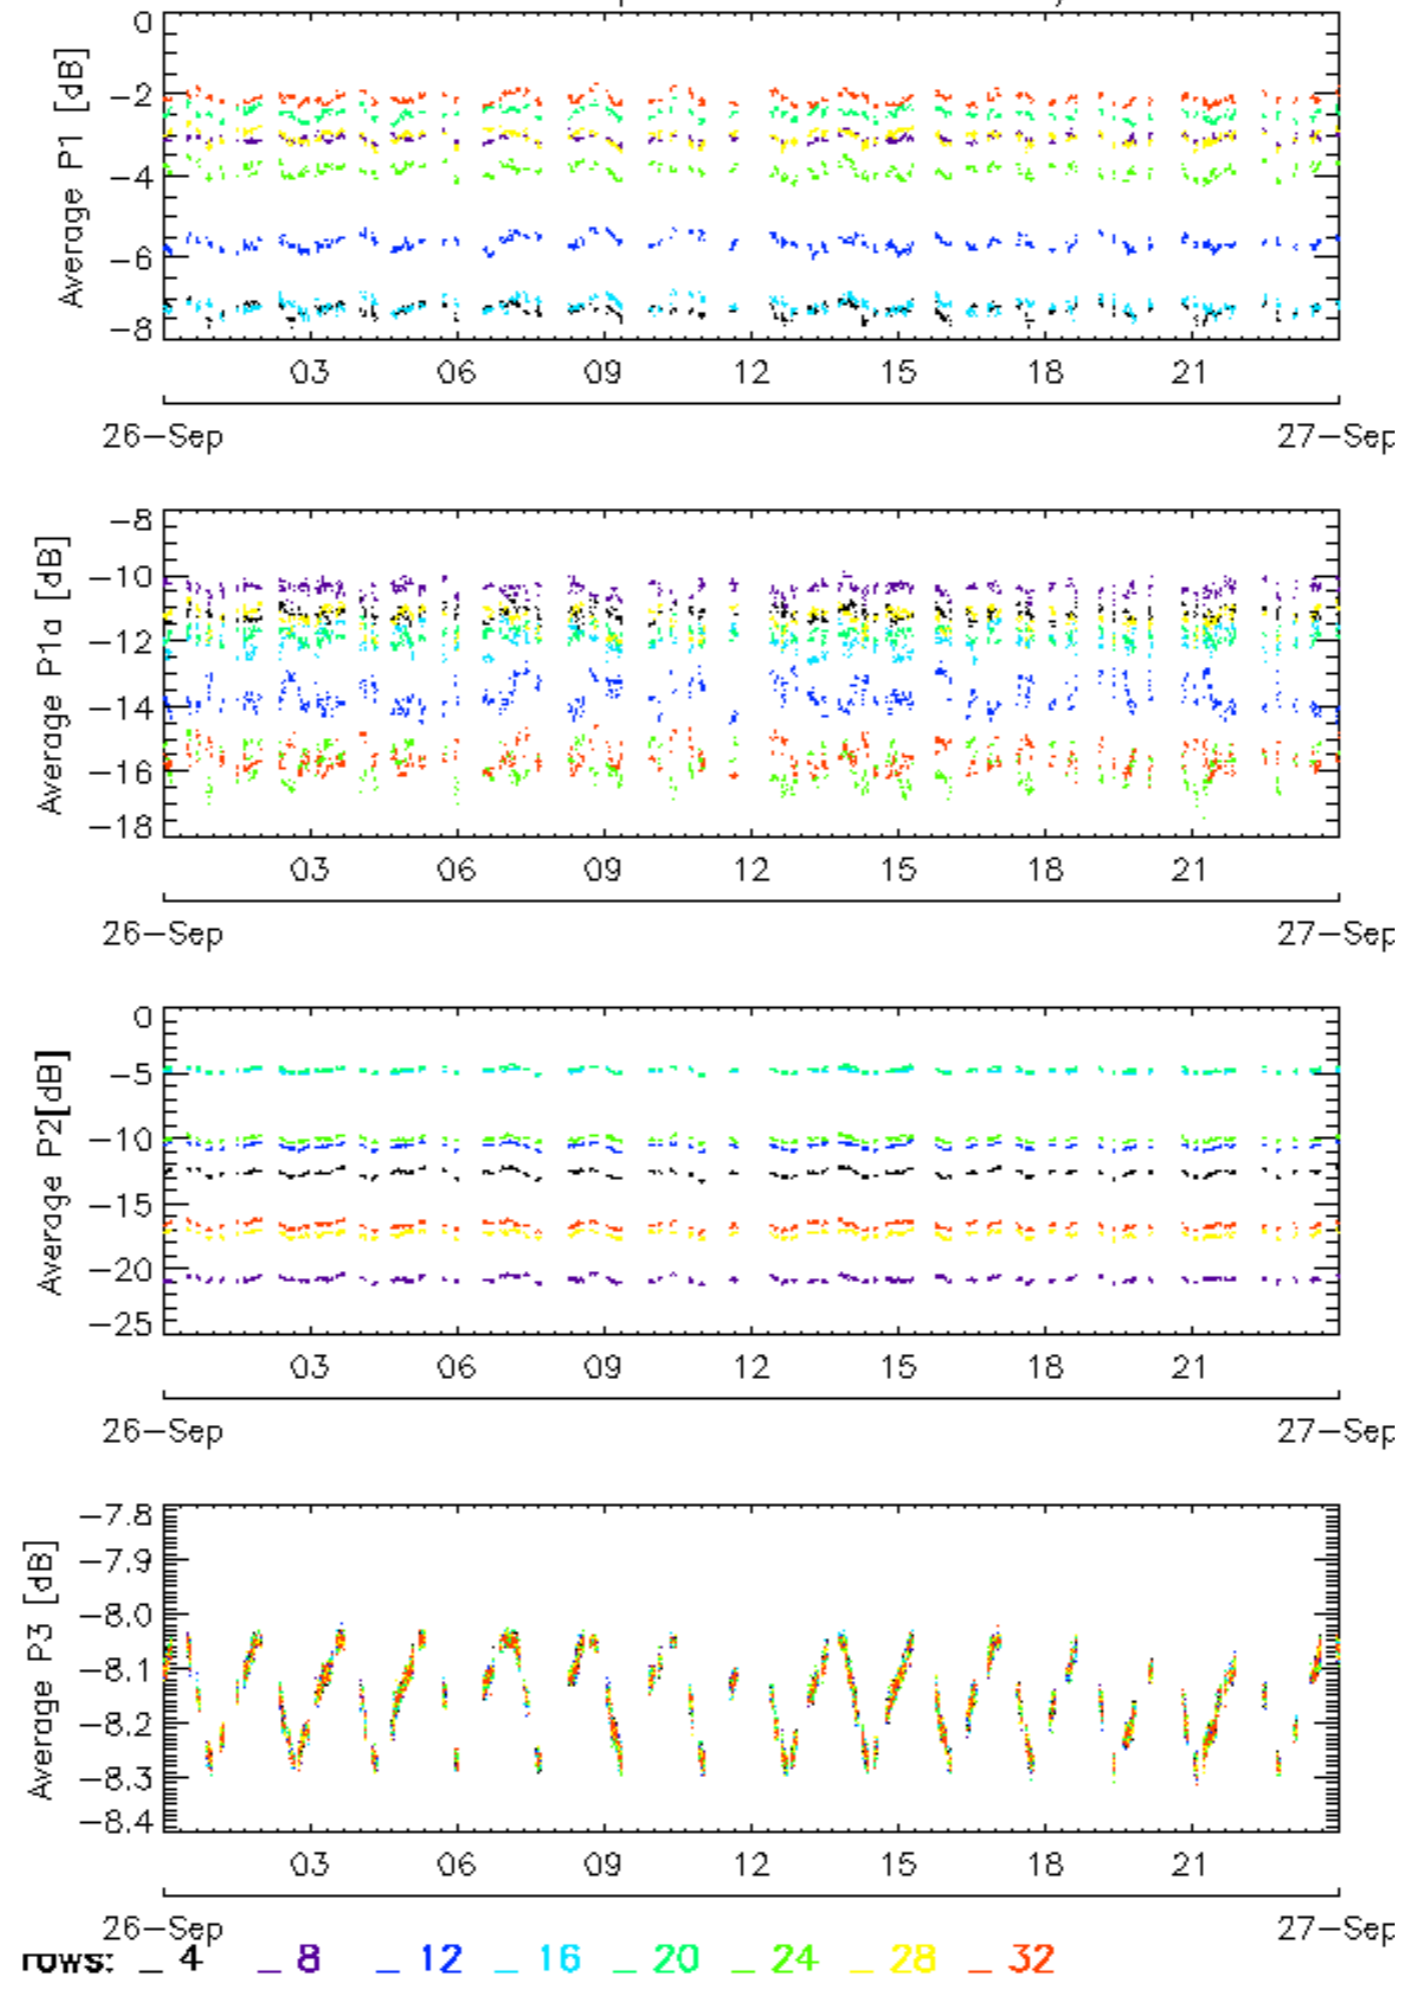 0
−2
−4
−6
−8
Average P1 [dB]
03 06 09 12 15 18 21
26−Sep 27−Sep
−8
−10
−12
−14
−16
−18
Average P1a [dB]
03 06 09 12 15 18 21
26−Sep 27−Sep
0
−5
−10
−15
−20
−25
Average P2[dB]
03 06 09 12 15 18 21
26−Sep 27−Sep
−7.8
−7.9
−8.0
−8.1
−8.2
−8.3
−8.4
Average P3 [dB]
03 06 09 12 15 18 21
26−Sep 27−Sep
rows: _ 4 _ 8 _ 12 _ 16 _ 20 _ 24 _ 28 _ 32